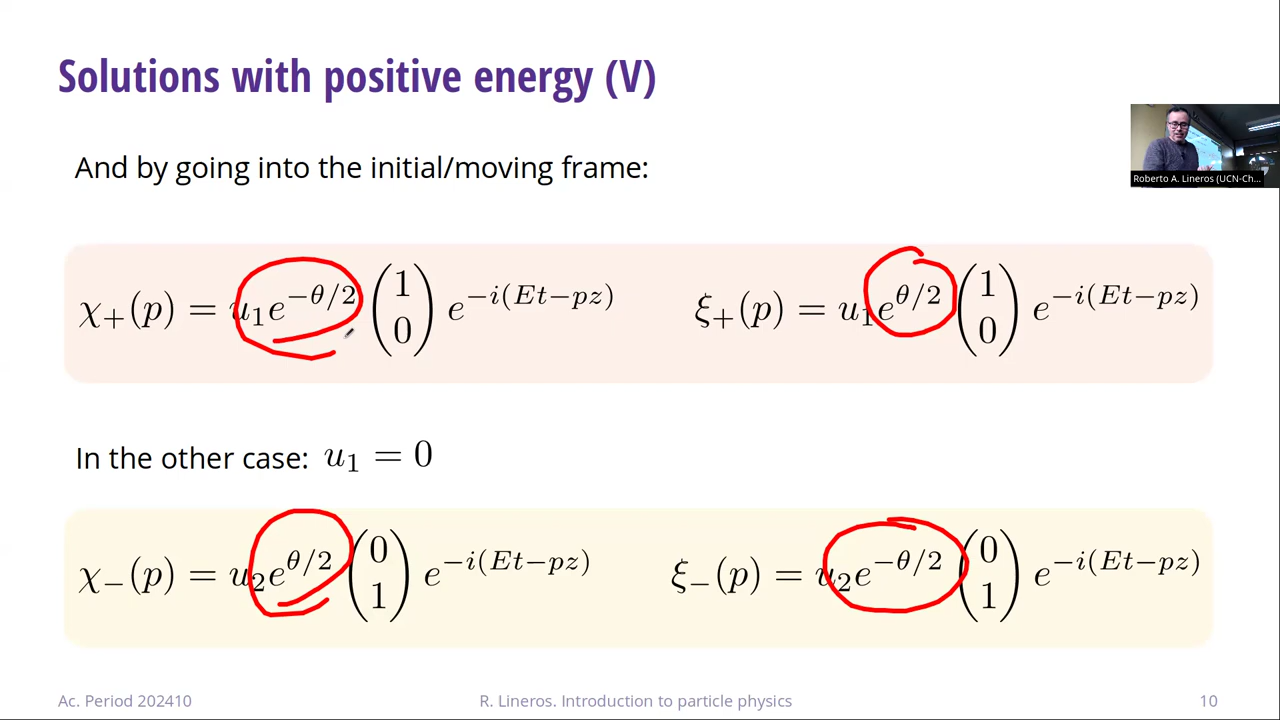 Solutions with positive energy (V)
And by going into the initial/moving frame:
Roberto A. Lineros (UCN-Ch...
χ₊(p) = u₁e^{−θ/2} (1 0) e^{−i(Et−pz)} ξ₊(p) = u₁e^{θ/2} (1 0) e^{−i(Et−pz)}
In the other case: u₁ = 0
χ₋(p) = u₂e^{θ/2} (0 1) e^{−i(Et−pz)} ξ₋(p) = u₂e^{−θ/2} (0 1) e^{−i(Et−pz)}
Ac. Period 202410 R. Lineros. Introduction to particle physics 10